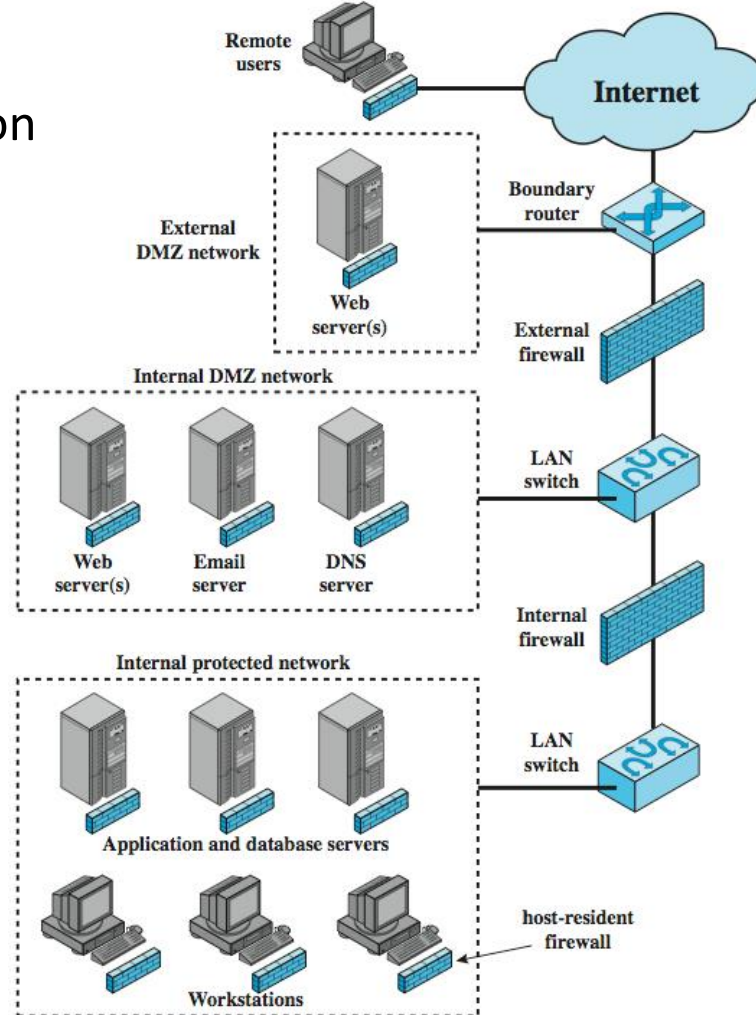 on
Remote
users
Internet
Boundary
router
External
DMZ network
Web
server(s)
External
firewall
Internal DMZ network
LAN
switch
Web
server(s)
Email
server
DNS
server
Internal
firewall
Internal protected network
LAN
switch
Application and database servers
host-resident
firewall
Workstations